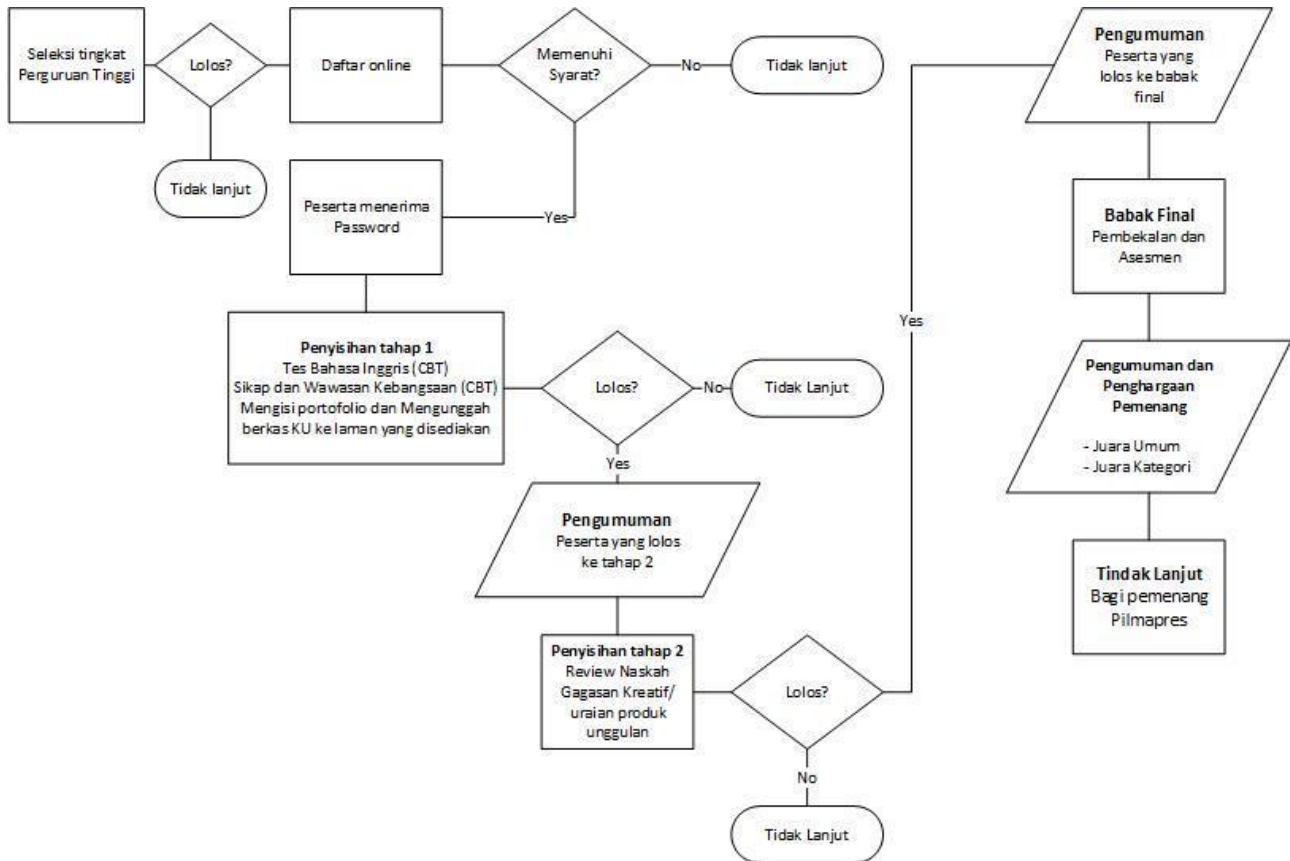 Seleksi tingkat
Perguruan Tinggi
Lolos?
Tidak lanjut
Daftar online
Memenuhi
Syarat?
No
Tidak lanjut
Yes
Peserta menerima
Password
Penyisihan tahap 1
Tes Bahasa Inggris (CBT)
Sikap dan Wawasan Kebangsaan (CBT)
Mengisi portofolio dan Mengunggah
berkas KU ke laman yang disediakan
Lolos?
No
Tidak Lanjut
Yes
Pengumuman
Peserta yang lolos
ke tahap 2
Penyisihan tahap 2
Review Naskah
Gagasan Kreatif/
uraian produk
unggulan
Lolos?
No
Tidak Lanjut
Yes
Pengumuman
Peserta yang
lolos ke babak
final
Babak Final
Pembekalan dan
Asesmen
Pengumuman dan
Penghargaan
Pemenang
- Juara Umum
- Juara Kategori
Tindak Lanjut
Bagi pemenang
Pilmapres